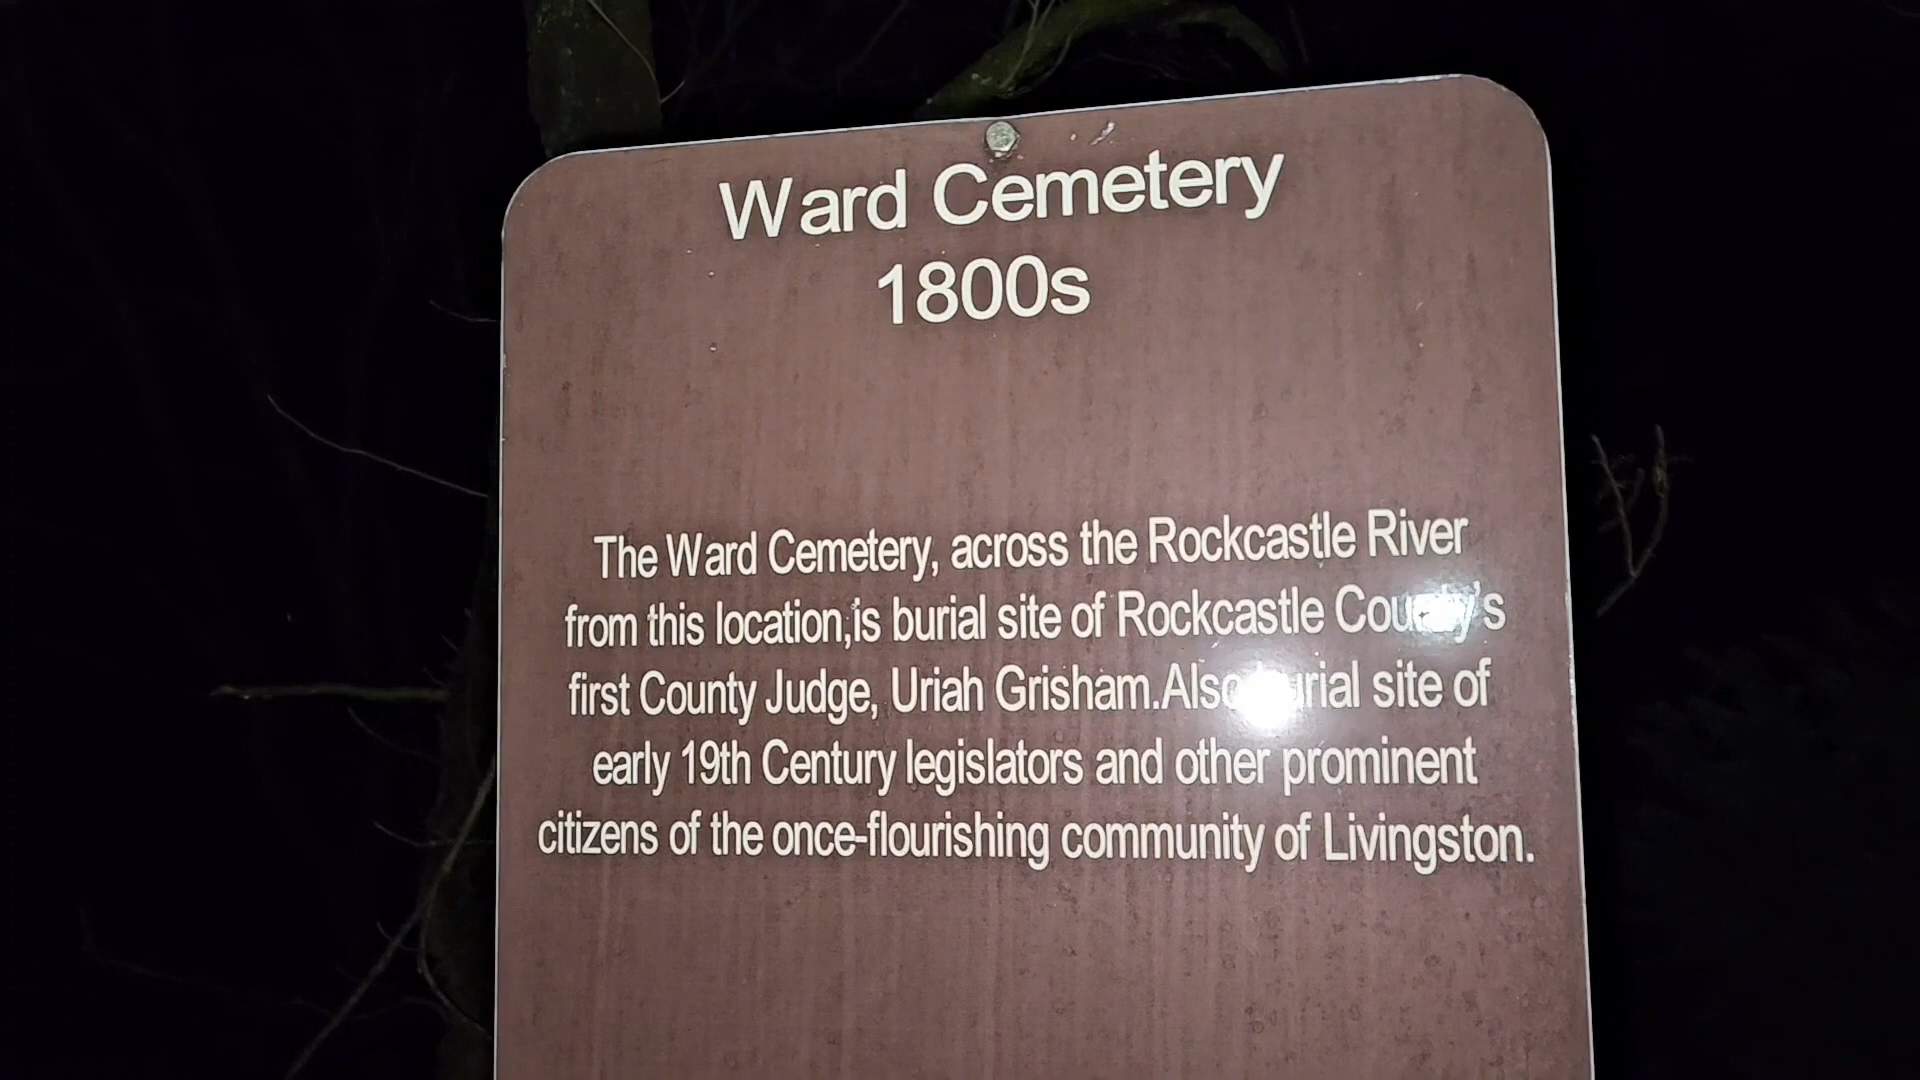 Ward Cemetery
1800s
The Ward Cemetery, across the Rockcastle River
from this location,is burial site of Rockcastle County's
first County Judge, Uriah Grisham.Also burial site of
early 19th Century legislators and other prominent
citizens of the once-flourishing community of Livingston.